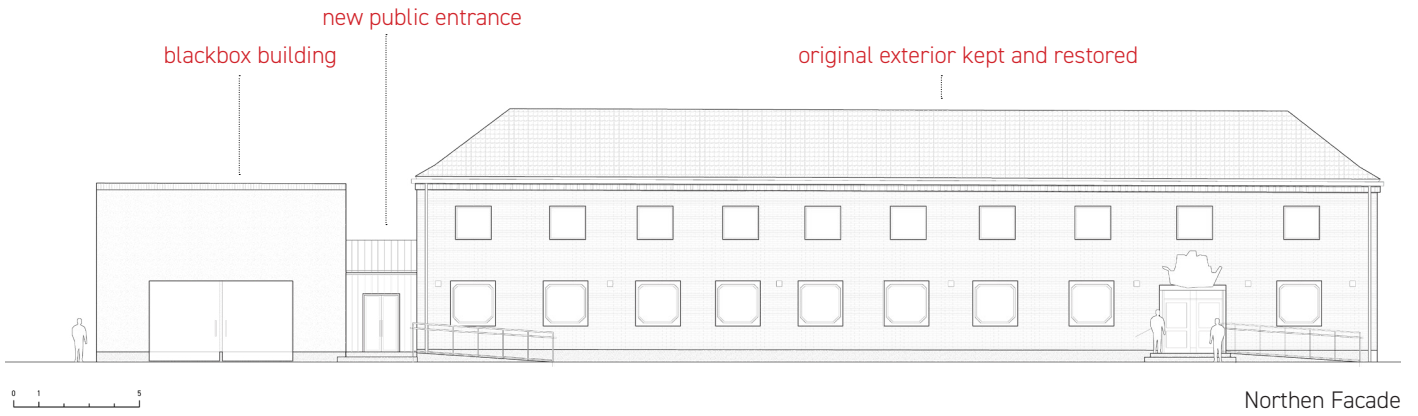 new public entrance
blackbox building
original exterior kept and restored
0 1 5
Northen Facade